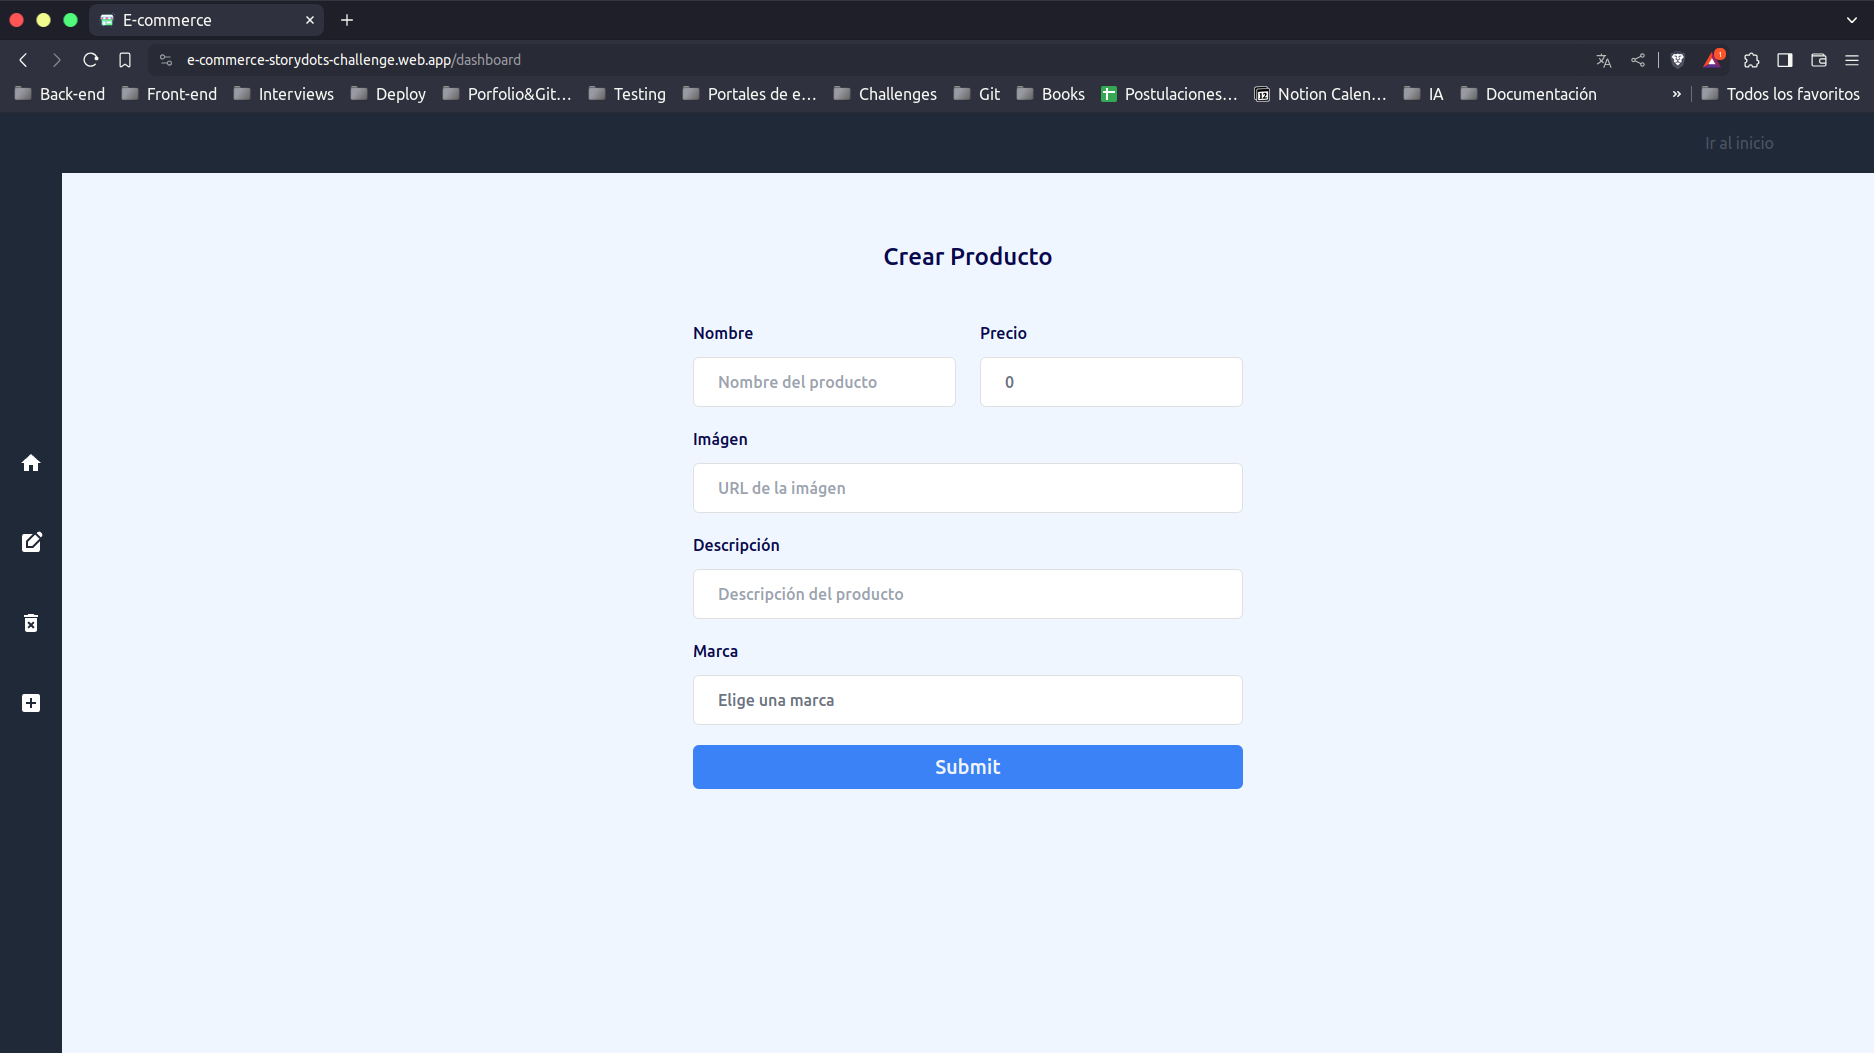 E-commerce
e-commerce-storydots-challenge.web.app/dashboard
1
Back-end Front-end Interviews Deploy Porfolio&Git... Testing Portales de e... Challenges Git Books Postulaciones... Notion Calen... IA Documentación » Todos los favoritos
Ir al inicio
Crear Producto
Nombre Precio
Nombre del producto 0
Imágen
URL de la imágen
Descripción
Descripción del producto
Marca
Elige una marca
Submit